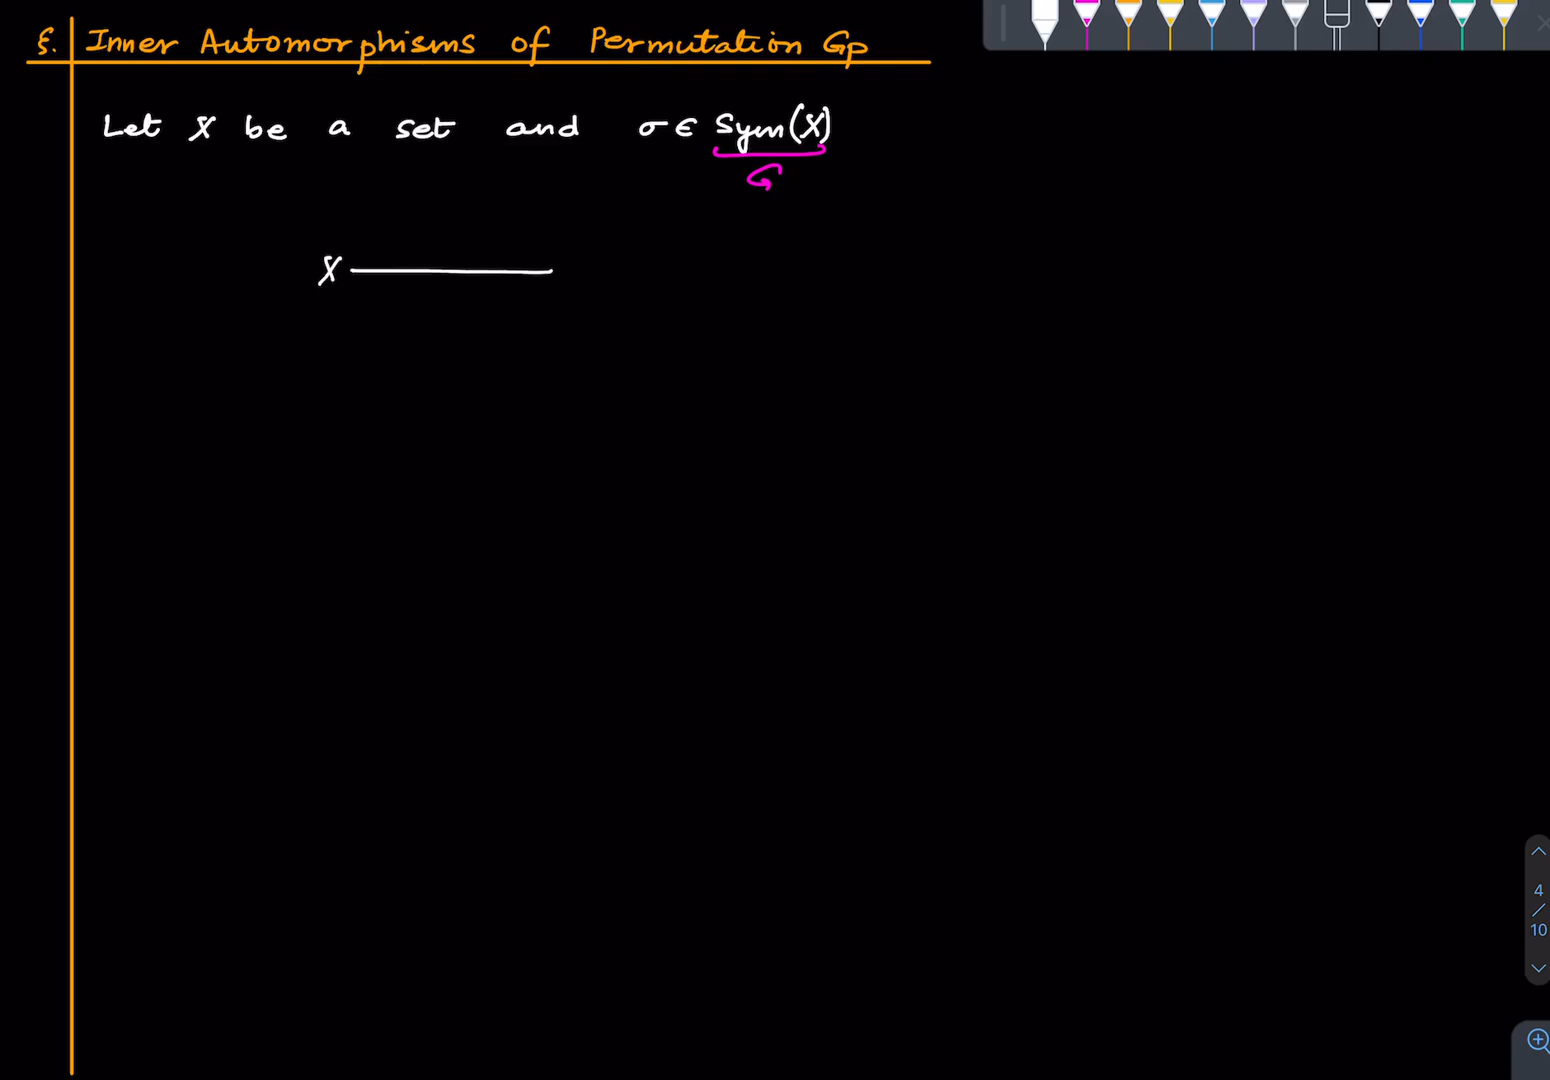 §. Inner Automorphisms of Permutation Gp
Let X be a set and σ ∈ Sym(X)
G
X
4
/
10